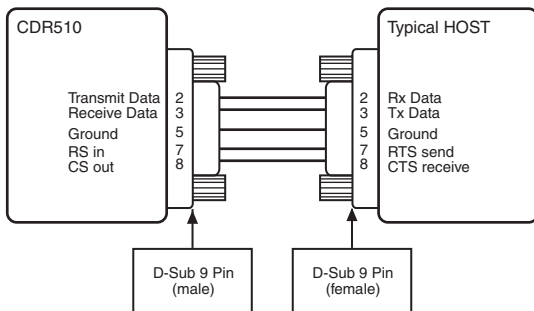 CDR510
Typical HOST
Transmit Data 2 2 Rx Data
Receive Data 3 3 Tx Data
Ground 5 5 Ground
RS in 7 7 RTS send
CS out 8 8 CTS receive
D-Sub 9 Pin
(male)
D-Sub 9 Pin
(female)